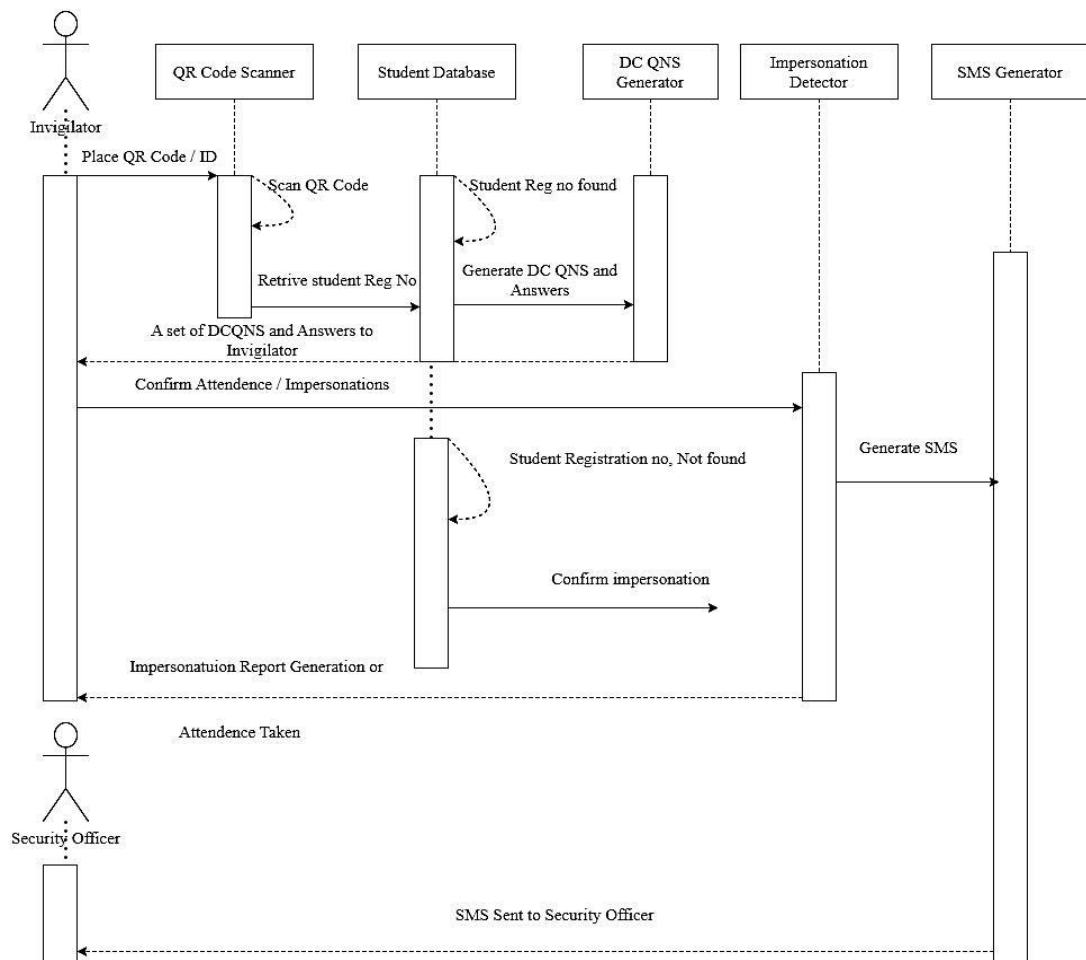 QR Code Scanner
Student Database
DC QNS
Generator
Impersonation
Detector
SMS Generator
Invigilator
Place QR Code / ID
Scan QR Code
Student Reg no found
Retrive student Reg No
Generate DC QNS and
Answers
A set of DCQNS and Answers to
Invigilator
Confirm Attendence / Impersonations
Generate SMS
Student Registration no, Not found
Confirm impersonation
Impersonatuion Report Generation or
Attendence Taken
Security Officer
SMS Sent to Security Officer